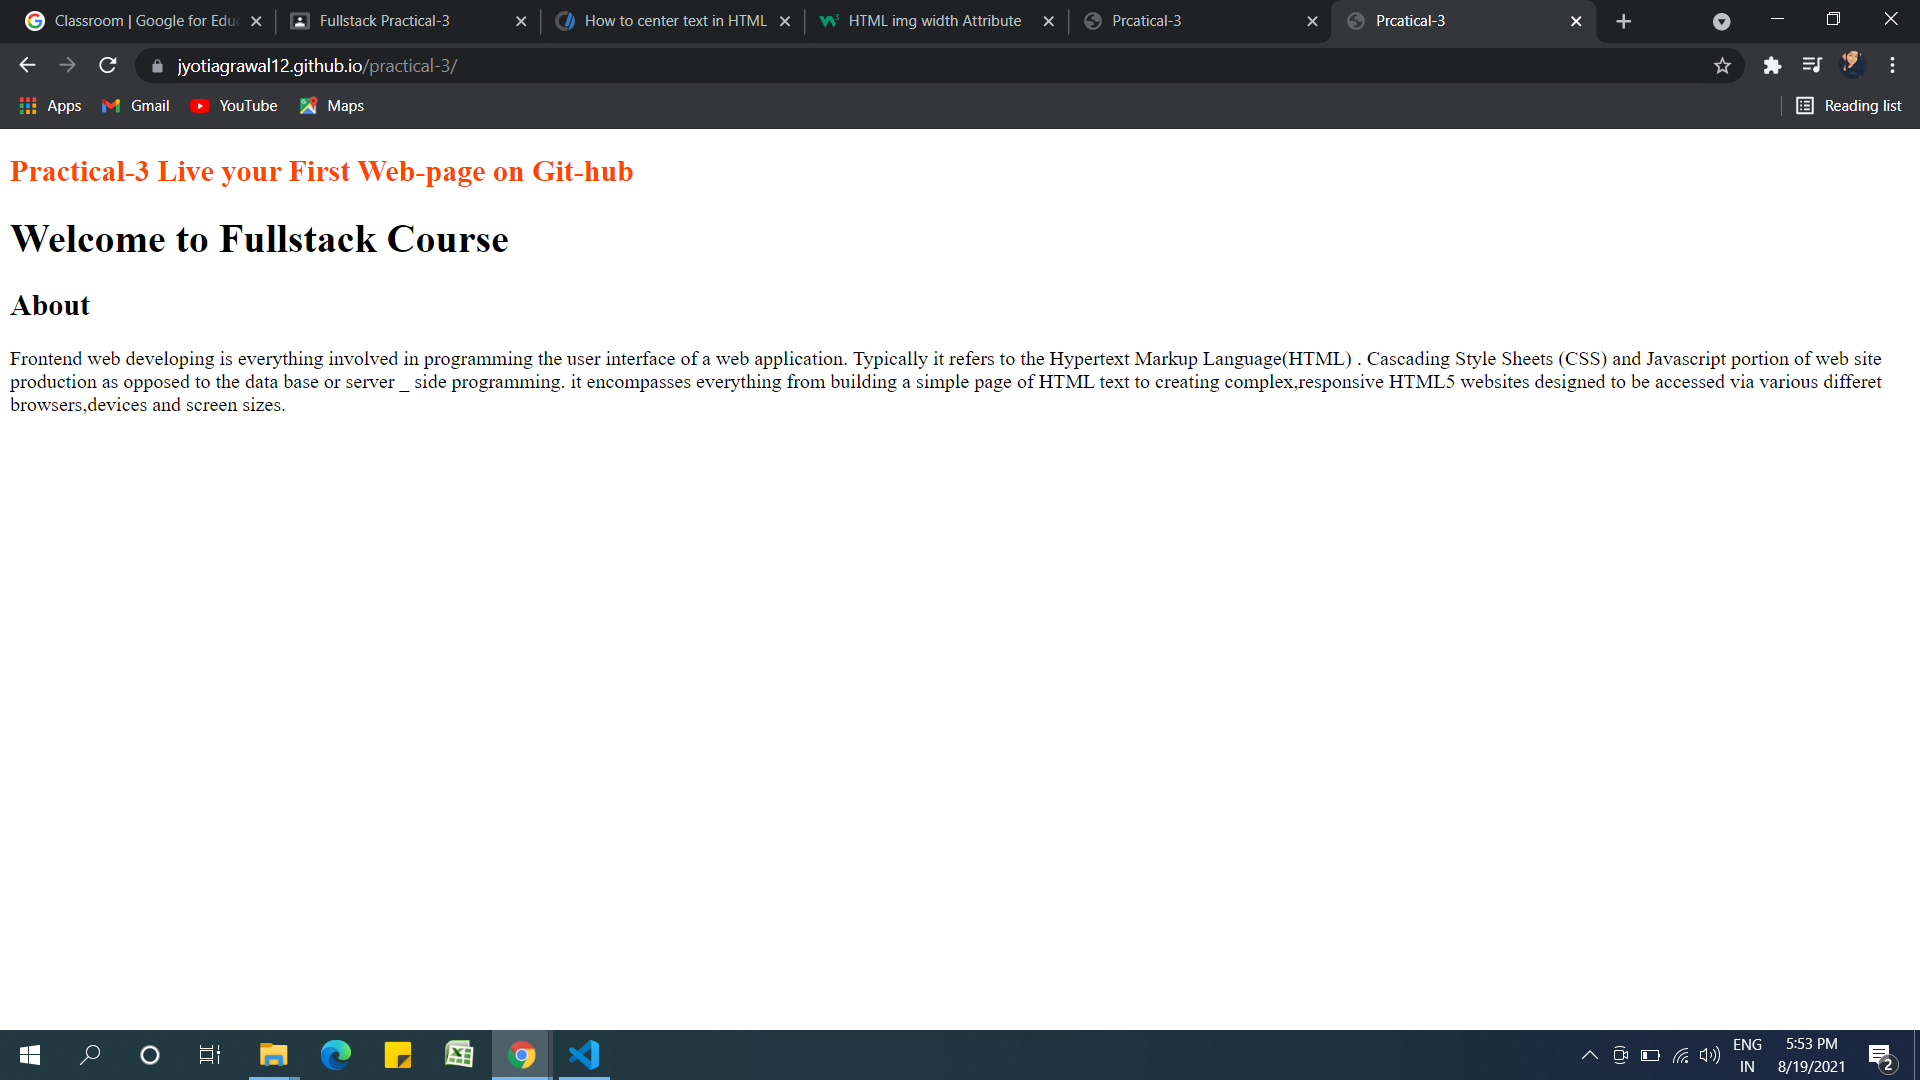 Classroom | Google for Edu
Fullstack Practical-3
How to center text in HTML
HTML img width Attribute
Prcatical-3
Prcatical-3
jyotiagrawal12.github.io/practical-3/
Apps
Gmail
YouTube
Maps
Reading list
Practical-3 Live your First Web-page on Git-hub
Welcome to Fullstack Course
About
Frontend web developing is everything involved in programming the user interface of a web application. Typically it refers to the Hypertext Markup Language(HTML) . Cascading Style Sheets (CSS) and Javascript portion of web site
production as opposed to the data base or server _ side programming. it encompasses everything from building a simple page of HTML text to creating complex,responsive HTML5 websites designed to be accessed via various differet
browsers,devices and screen sizes.
ENG
IN
5:53 PM
8/19/2021
2